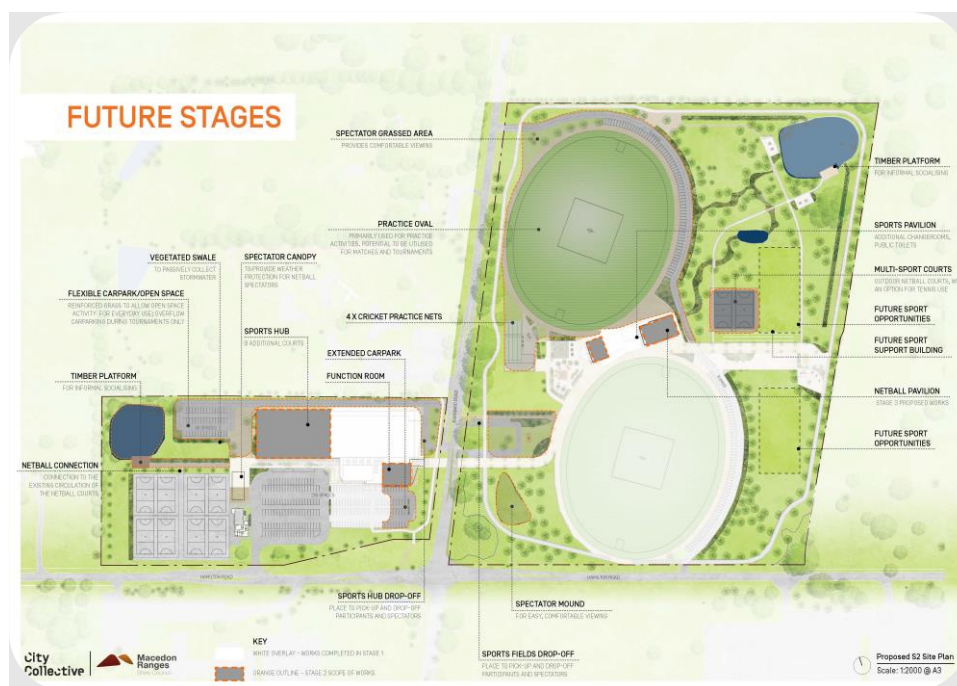 FUTURE STAGES
SPECTATOR GRASSED AREA
PROVIDES COMFORTABLE VIEWING
PRACTICE OVAL
PRIMARILY USED FOR PRACTICE
ACTIVITIES, POTENTIAL TO BE UTILISED
FOR MATCHES AND TOURNAMENTS
VEGETATED SWALE
TO PASSIVELY COLLECT
STORMWATER
SPECTATOR CANOPY
TO PROVIDE WEATHER
PROTECTION FOR NETBALL
SPECTATORS
FLEXIBLE CARPARK/OPEN SPACE
REINFORCED GRASS TO ALLOW OPEN SPACE
ACTIVITY FOR EVERYDAY USE, OVERFLOW
CARPARKING DURING TOURNAMENTS ONLY
4 X CRICKET PRACTICE NETS
SPORTS HUB
ADDITIONAL COURTS
EXTENDED CARPARK
FUNCTION ROOM
TIMBER PLATFORM
FOR INFORMAL SOCIALISING
NETBALL CONNECTION
CONNECTION TO THE
EXISTING CIRCULATION OF
THE NETBALL COURTS
TIMBER PLATFORM
FOR INFORMAL SOCIALISING
SPORTS PAVILION
ADDITIONAL CHANGEROOMS,
PUBLIC TOILETS
MULTI-SPORT COURTS
OUTDOOR NETBALL COURTS, W
AN OPTION FOR TENNIS USE
FUTURE SPORT
OPPORTUNITIES
FUTURE SPORT
SUPPORT BUILDING
NETBALL PAVILION
PROPOSED WORKS
FUTURE SPORT
OPPORTUNITIES
HAMILTON ROAD
HAMILTON ROAD
SPORTS HUB DROP-OFF
PLACE TO PICK-UP AND DROP-OFF
PARTICIPANTS AND SPECTATORS
SPECTATOR MOUND
FOR EASY, COMFORTABLE VIEWING
SPORTS FIELDS DROP-OFF
PLACE TO PICK-UP AND DROP-OFF
PARTICIPANTS AND SPECTATORS
KEY
WHITE OVERLAY - WORKS COMPLETED IN STAGE 1
ORANGE OUTLINE - STAGE 2 SCOPE OF WORKS
City
Collective
Macedon
Ranges
Shire Council
Proposed S2 Site Plan
Scale: 1:2000 @ A3